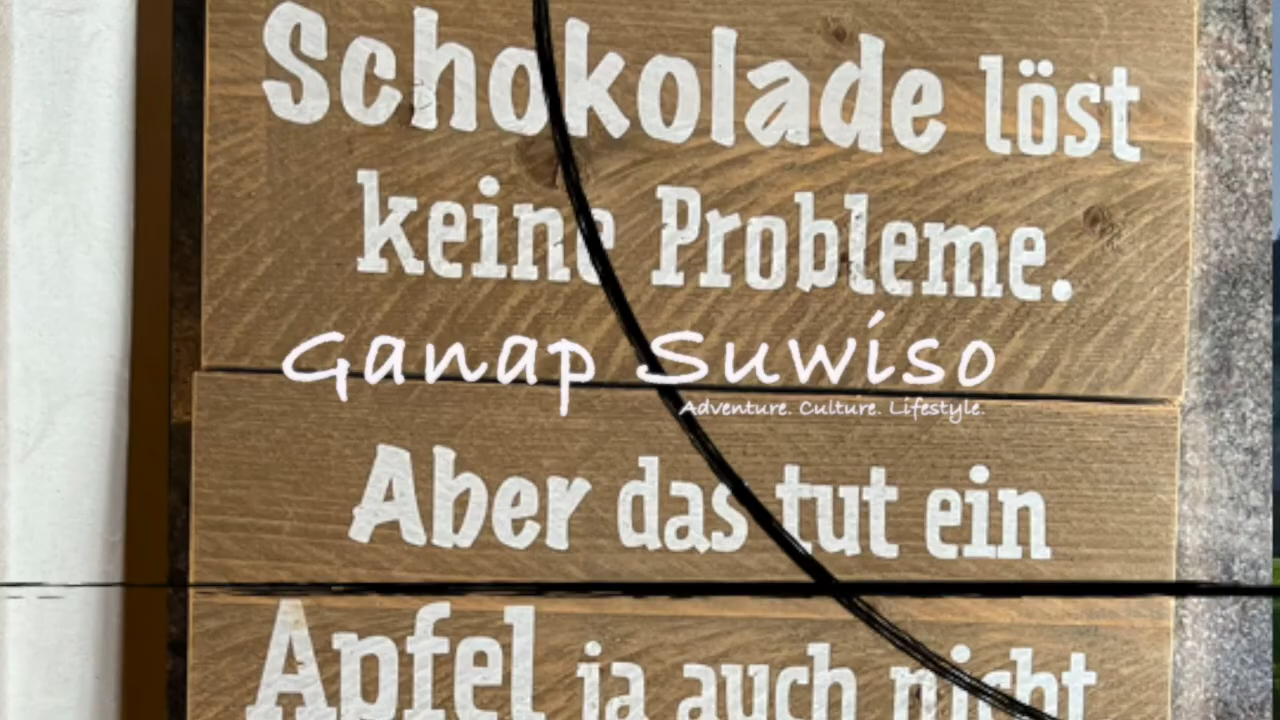 Schokolade löst
keine Probleme.
Ganap Suwiso
Adventure. Culture. Lifestyle.
Aber das tut ein
Apfel ja auch nicht